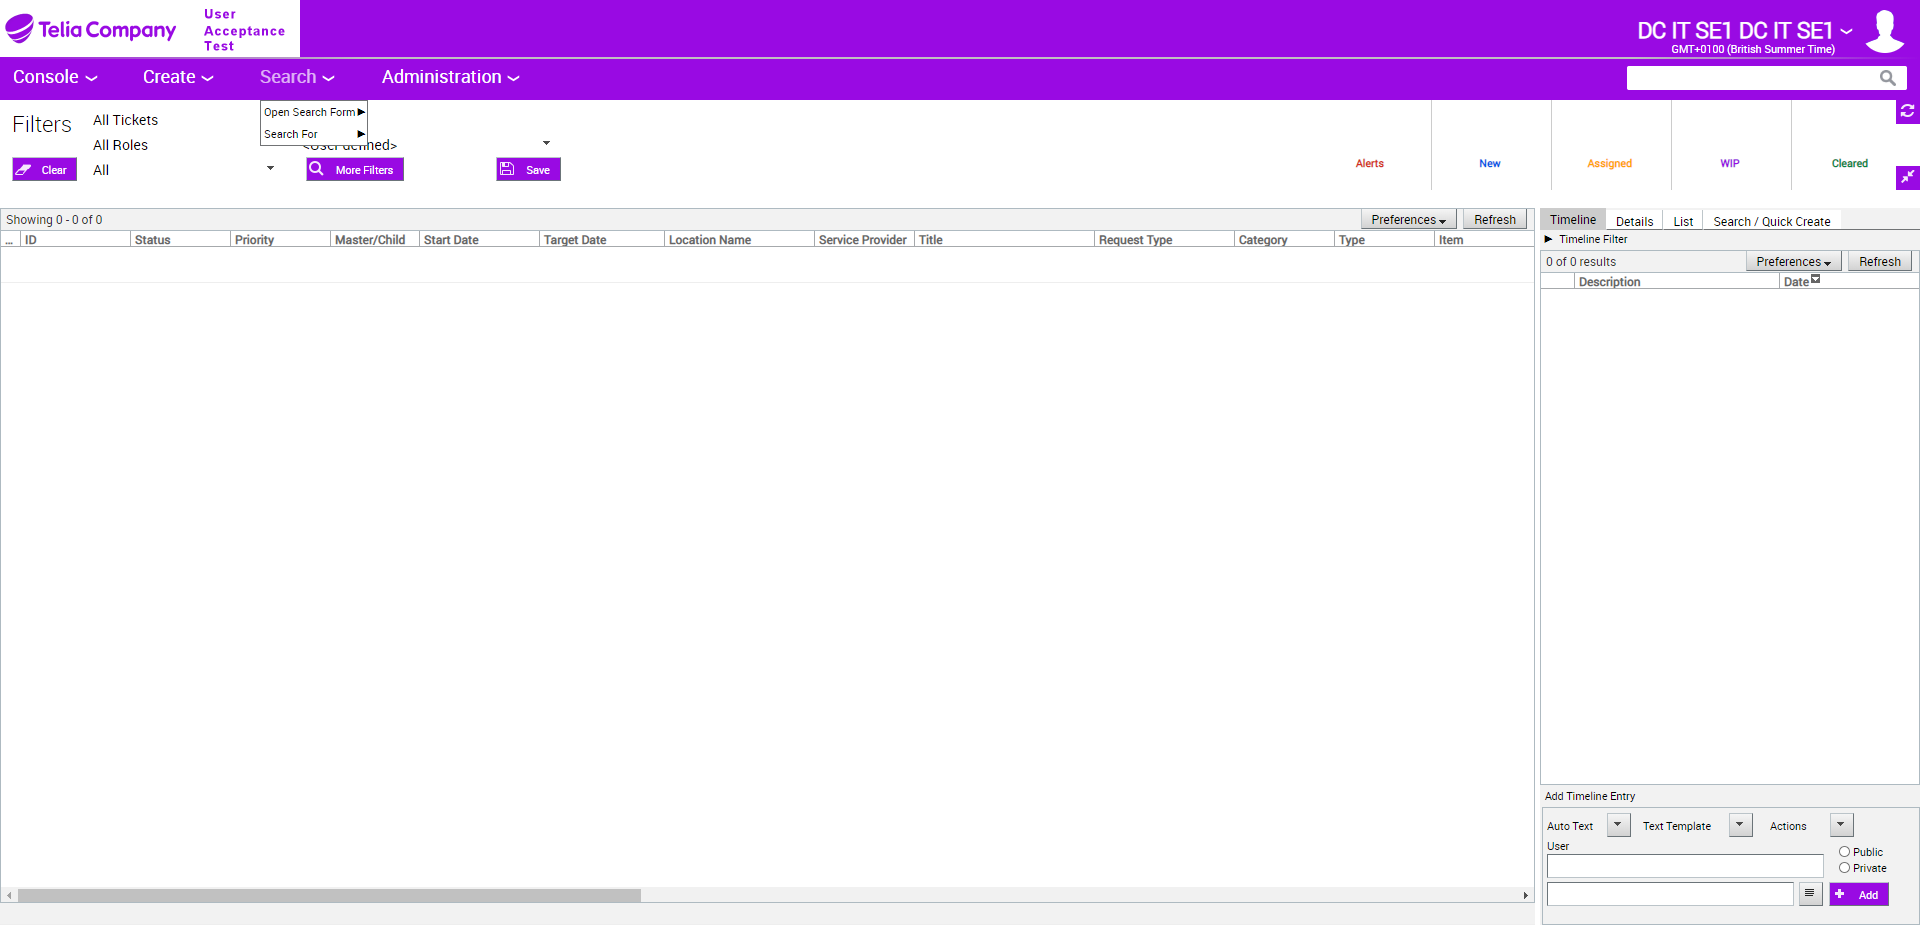 Telia Company
User
Acceptance
Test
DC IT SE1 DC IT SE1
GMT+0100 (British Summer Time)
Console
Create
Search
Administration
Open Search Form
Search For
Filters
All Tickets
All Roles
All
Clear
More Filters
Save
Alerts
New
Assigned
WIP
Cleared
Showing 0 - 0 of 0
Preferences
Refresh
... ID Status Priority Master/Child Start Date Target Date Location Name Service Provider Title Request Type Category Type Item
Timeline Details List Search / Quick Create
Timeline Filter
0 of 0 results
Preferences
Refresh
Description Date
Add Timeline Entry
Auto Text
Text Template
Actions
User
Public
Private
Add